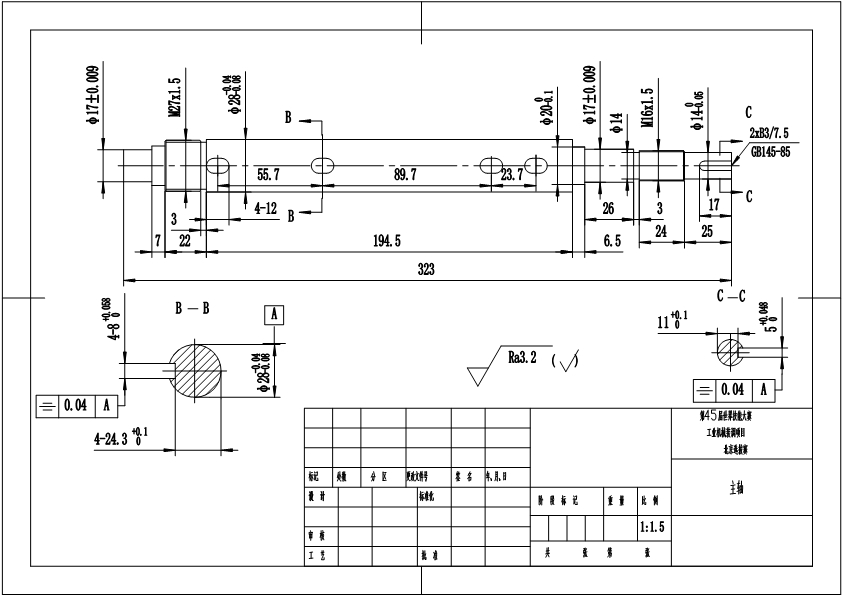 φ17±0.009
M27x1.5
φ28-0.04-0.08
B
φ20 0-0.1
φ17±0.009
φ14
M16x1.5
φ14 0-0.05
C
2xB3/7.5
GB145-85
55.7
89.7
23.7
3
4-12
B
26
3
17
C
7
22
194.5
6.5
24
25
323
B — B
C — C
4-8 +0.058 0
A
φ28-0.04-0.08
0.04 A
4-24.3 +0.1 0
Ra3.2 (√)
11 +0.1 0
5 +0.048 0
0.04 A
第45届世界技能大赛
工业机械装调项目
北京选拔赛
标记 处数 分 区 更改文件号 签 名 年、月、日
主轴
设 计 标准化
阶 段 标 记 重 量 比 例
1:1.5
审 核
工 艺 批 准
共 张 第 张